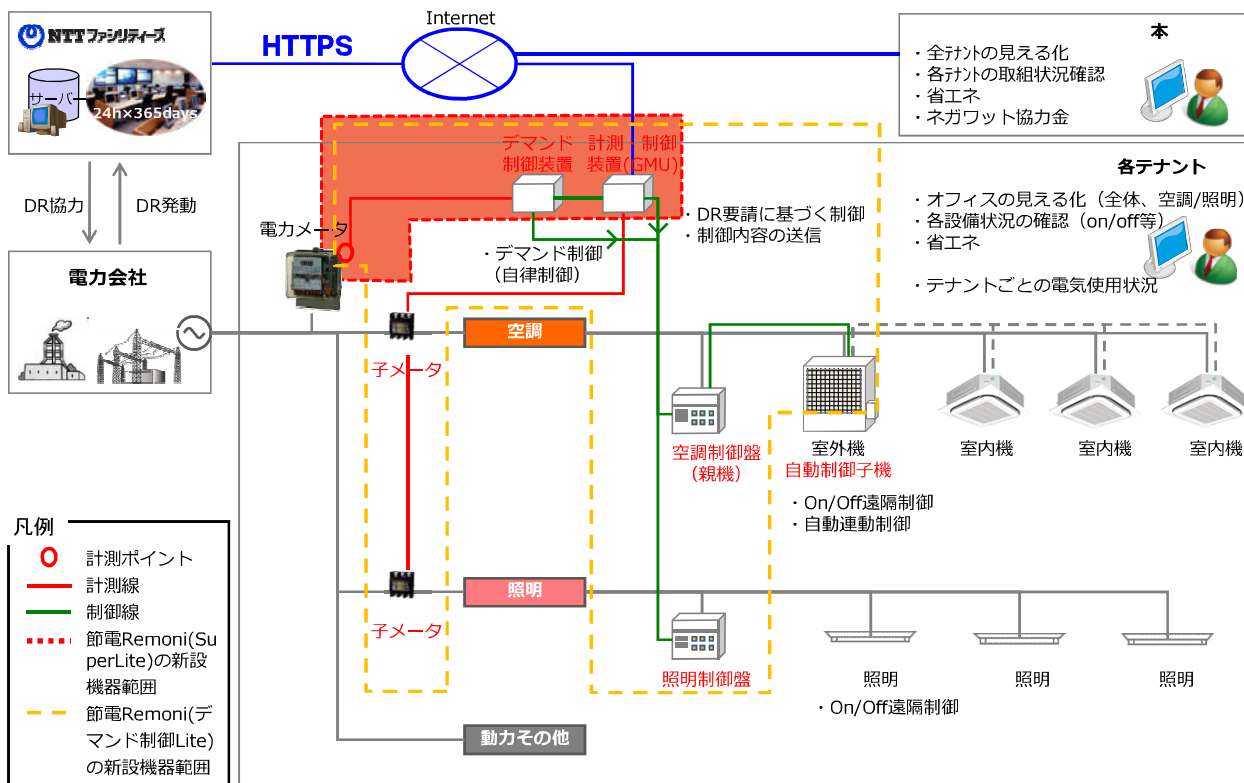 NTTファシリティーズ
サーバ
24h×365days
HTTPS
Internet
本
・全テナントの見える化
・各テナントの取組状況確認
・省エネ
・ネガワット協力金
DR協力
DR発動
デマンド
制御装置
計測・制御
装置(GMU)
各テナント
・オフィスの見える化（全体、空調/照明）
・各設備状況の確認（on/off等）
・省エネ
・テナントごとの電気使用状況
電力メータ
・DR要請に基づく制御
・制御内容の送信
・デマンド制御
（自律制御）
電力会社
空調
子メータ
空調制御盤
（親機）
室外機
自動制御子機
室内機
室内機
室内機
・On/Off遠隔制御
・自動連動制御
凡例
計測ポイント
計測線
制御線
節電Remoni(Su
perLite)の新設
機器範囲
節電Remoni(デ
マンド制御Lite)
の新設機器範囲
照明
子メータ
照明制御盤
照明
照明
照明
・On/Off遠隔制御
動力その他